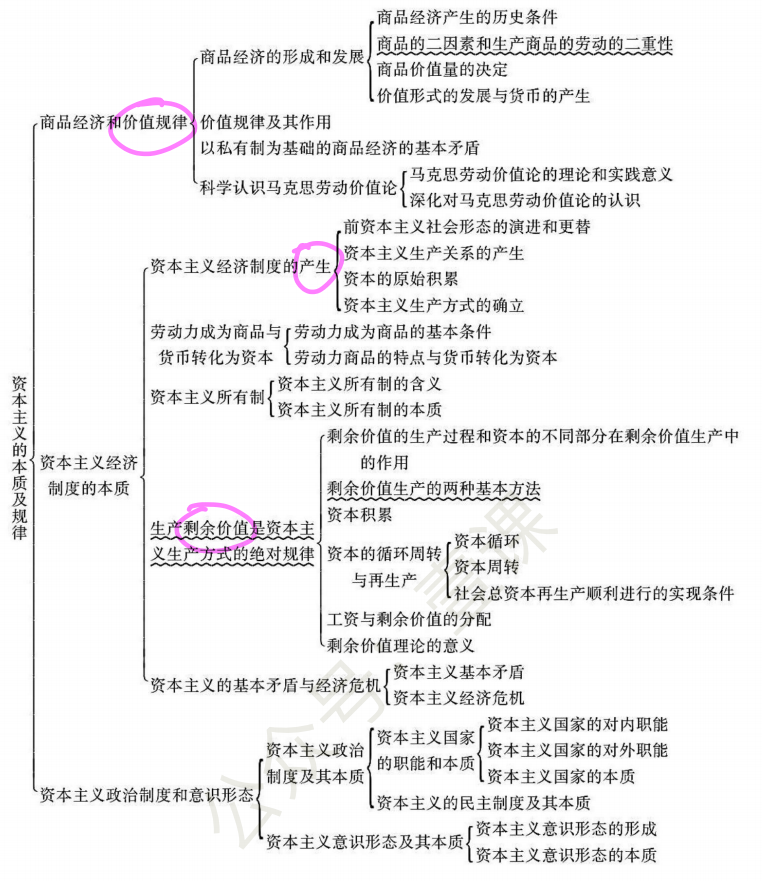 资本主义的本质及规律
商品经济和价值规律
商品经济的形成和发展
商品经济产生的历史条件
商品的二因素和生产商品的劳动的二重性
商品价值量的决定
价值形式的发展与货币的产生
价值规律及其作用
以私有制为基础的商品经济的基本矛盾
科学认识马克思劳动价值论
马克思劳动价值论的理论和实践意义
深化对马克思劳动价值论的认识
资本主义经济
制度的本质
资本主义经济制度的产生
前资本主义社会形态的演进和更替
资本主义生产关系的产生
资本的原始积累
资本主义生产方式的确立
劳动力成为商品与
货币转化为资本
劳动力成为商品的基本条件
劳动力商品的特点与货币转化为资本
资本主义所有制
资本主义所有制的含义
资本主义所有制的本质
生产剩余价值是资本主
义生产方式的绝对规律
剩余价值的生产过程和资本的不同部分在剩余价值生产中
的作用
剩余价值生产的两种基本方法
资本积累
资本的循环周转
与再生产
资本循环
资本周转
社会总资本再生产顺利进行的实现条件
工资与剩余价值的分配
剩余价值理论的意义
资本主义的基本矛盾与经济危机
资本主义基本矛盾
资本主义经济危机
资本主义政治制度和意识形态
资本主义政治
制度及其本质
资本主义国家
的职能和本质
资本主义国家的对内职能
资本主义国家的对外职能
资本主义国家的本质
资本主义的民主制度及其本质
资本主义意识形态及其本质
资本主义意识形态的形成
资本主义意识形态的本质